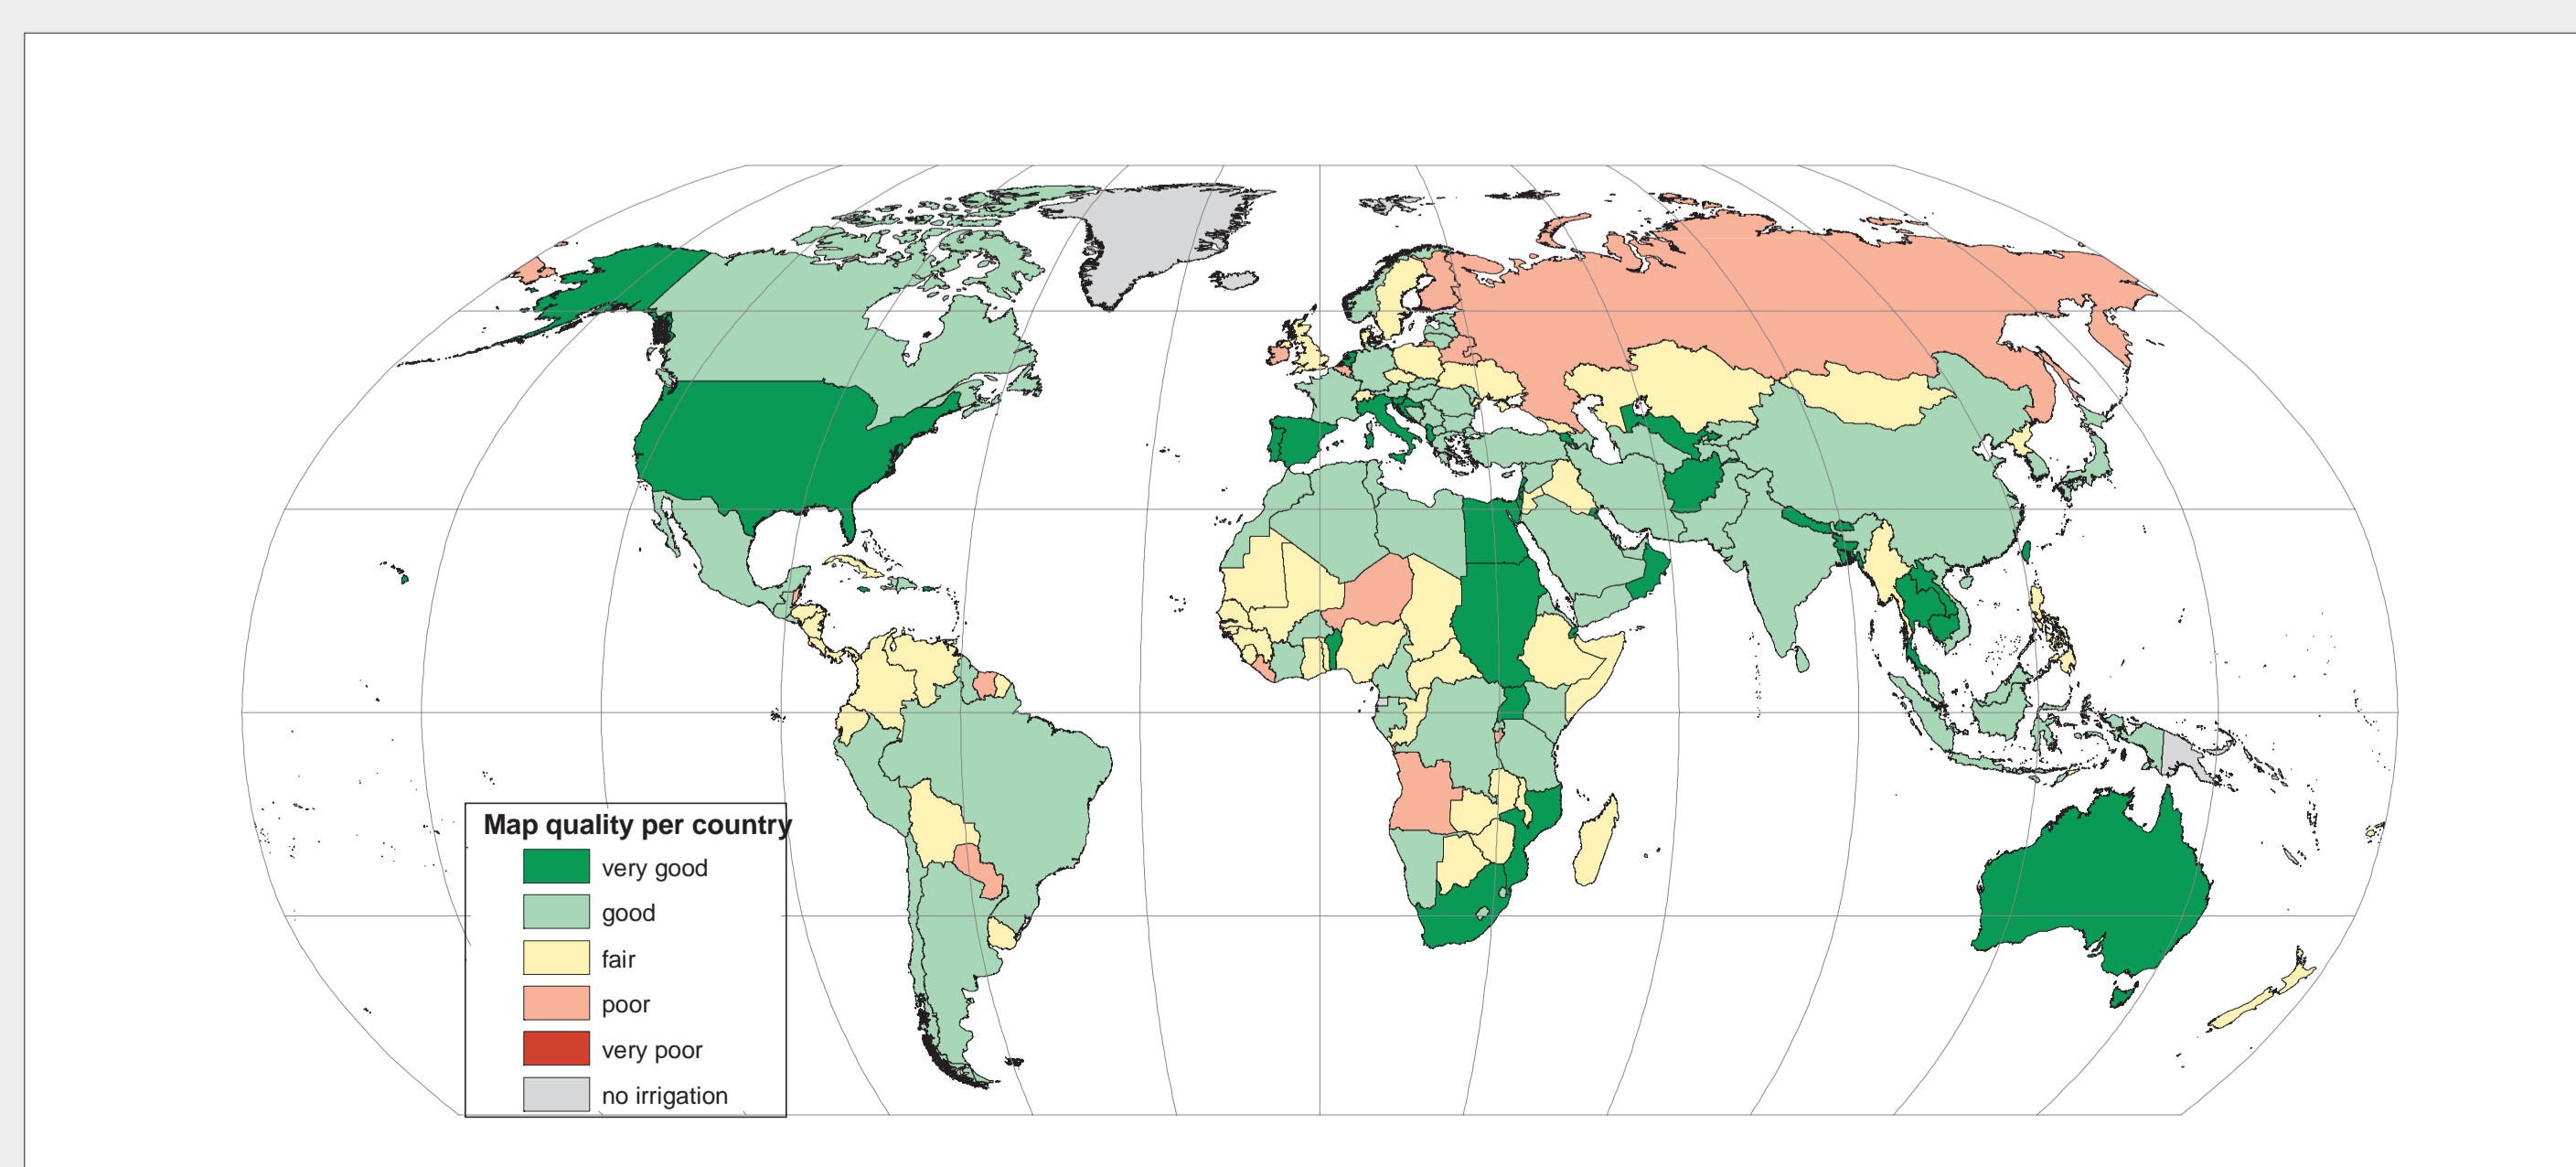 Map quality per country
very good
good
fair
poor
very poor
no irrigation